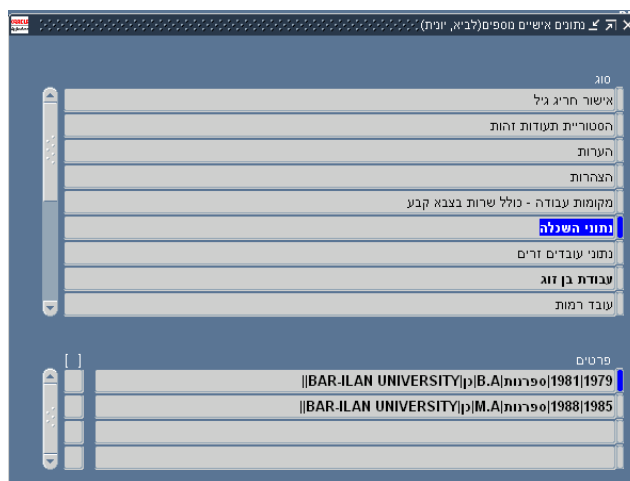 נתונים אישיים נוספים(לביא, יונית)
סוג
אישור חריג גיל
הסטוריית תעודות זהות
הערות
הצהרות
מקומות עבודה - כולל שרות בצבא קבע
נתוני השכלה
נתוני עובדים זרים
עבודת בן זוג
עובד רמות
פרטים
[ ]
1979|1981|ספרנות|B.A|כן|BAR-ILAN UNIVERSITY||
1985|1988|ספרנות|M.A|כן|BAR-ILAN UNIVERSITY||